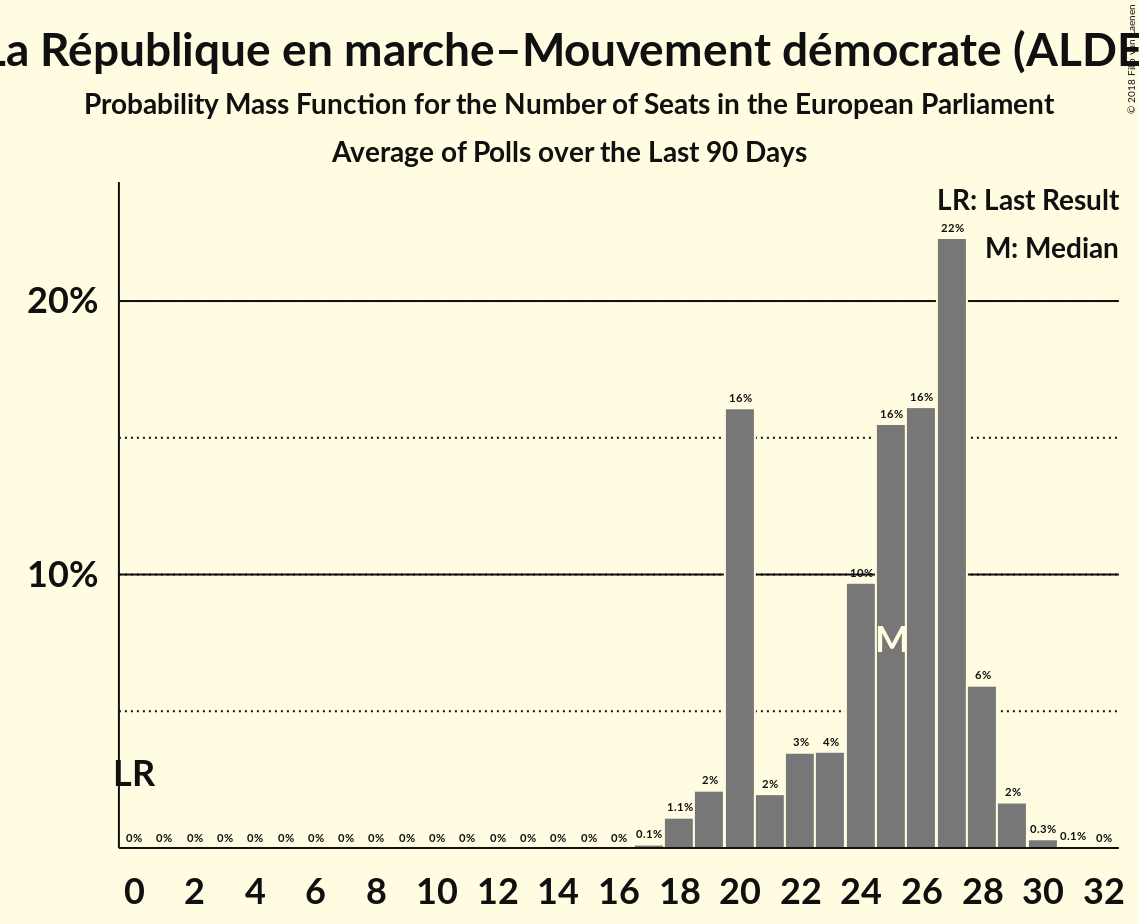 La République en marche–Mouvement démocrate (ALDE
Probability Mass Function for the Number of Seats in the European Parliament
Average of Polls over the Last 90 Days
LR: Last Result
M: Median
20%
10%
22%
16%
16%
16%
10%
M
6%
3%
4%
LR
2%
2%
2%
1.1%
0% 0% 0% 0% 0% 0% 0% 0% 0% 0% 0% 0% 0% 0% 0% 0% 0% 0.1% 0.3% 0.1% 0%
0 2 4 6 8 10 12 14 16 18 20 22 24 26 28 30 32
© 2018